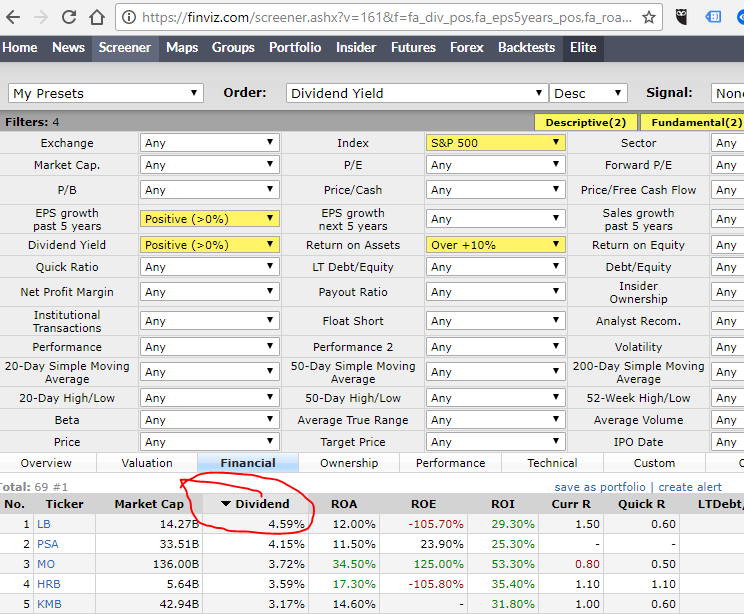 https://finviz.com/screener.ashx?v=161&f=fa_div_pos,fa_eps5years_pos,fa_roa...
Home News Screener Maps Groups Portfolio Insider Futures Forex Backtests Elite
My Presets Order: Dividend Yield Desc Signal: None
Filters: 4 Descriptive(2) Fundamental(2)
Exchange Any Index S&P 500 Sector Any
Market Cap. Any P/E Any Forward P/E Any
P/B Any Price/Cash Any Price/Free Cash Flow Any
EPS growth past 5 years Positive (>0%) EPS growth next 5 years Any Sales growth past 5 years Any
Dividend Yield Positive (>0%) Return on Assets Over +10% Return on Equity Any
Quick Ratio Any LT Debt/Equity Any Debt/Equity Any
Net Profit Margin Any Payout Ratio Any Insider Ownership Any
Institutional Transactions Any Float Short Any Analyst Recom. Any
Performance Any Performance 2 Any Volatility Any
20-Day Simple Moving Average Any 50-Day Simple Moving Average Any 200-Day Simple Moving Average Any
20-Day High/Low Any 50-Day High/Low Any 52-Week High/Low Any
Beta Any Average True Range Any Average Volume Any
Price Any Target Price Any IPO Date Any
Overview Valuation Financial Ownership Performance Technical Custom
Total: 69 #1 save as portfolio | create alert
No. Ticker Market Cap ▼ Dividend ROA ROE ROI Curr R Quick R LTDebt/
1 LB 14.27B 4.59% 12.00% -105.70% 29.30% 1.50 0.60
2 PSA 33.51B 4.15% 11.50% 23.90% 25.30% - -
3 MO 136.00B 3.72% 34.50% 125.00% 53.30% 0.80 0.50
4 HRB 5.64B 3.59% 17.30% -105.80% 35.40% 1.10 1.10
5 KMB 42.94B 3.17% 14.60% - 31.80% 1.00 0.60